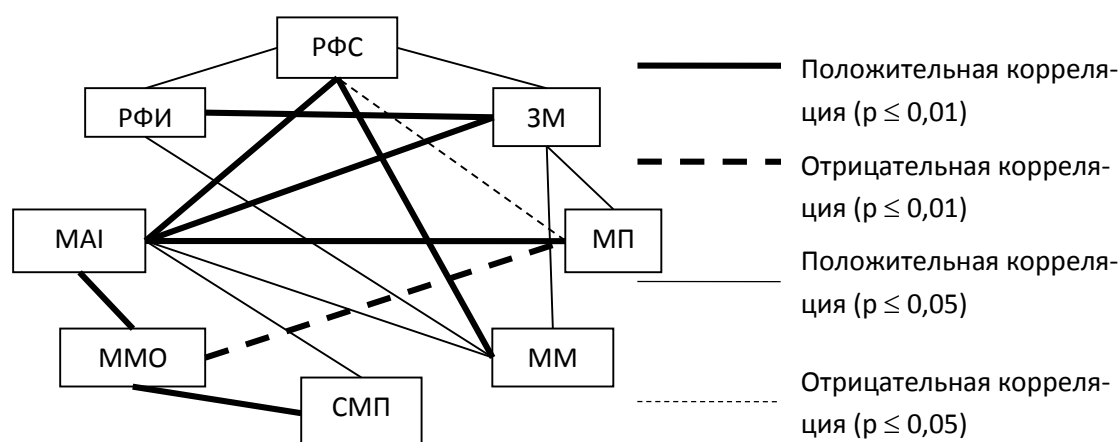 РФС
РФИ
ЗМ
МАІ
МП
ММО
ММ
СМП
Положительная корреля-
ция (p ≤ 0,01)
Отрицательная корреля-
ция (p ≤ 0,01)
Положительная корреля-
ция (p ≤ 0,05)
Отрицательная корреля-
ция (p ≤ 0,05)